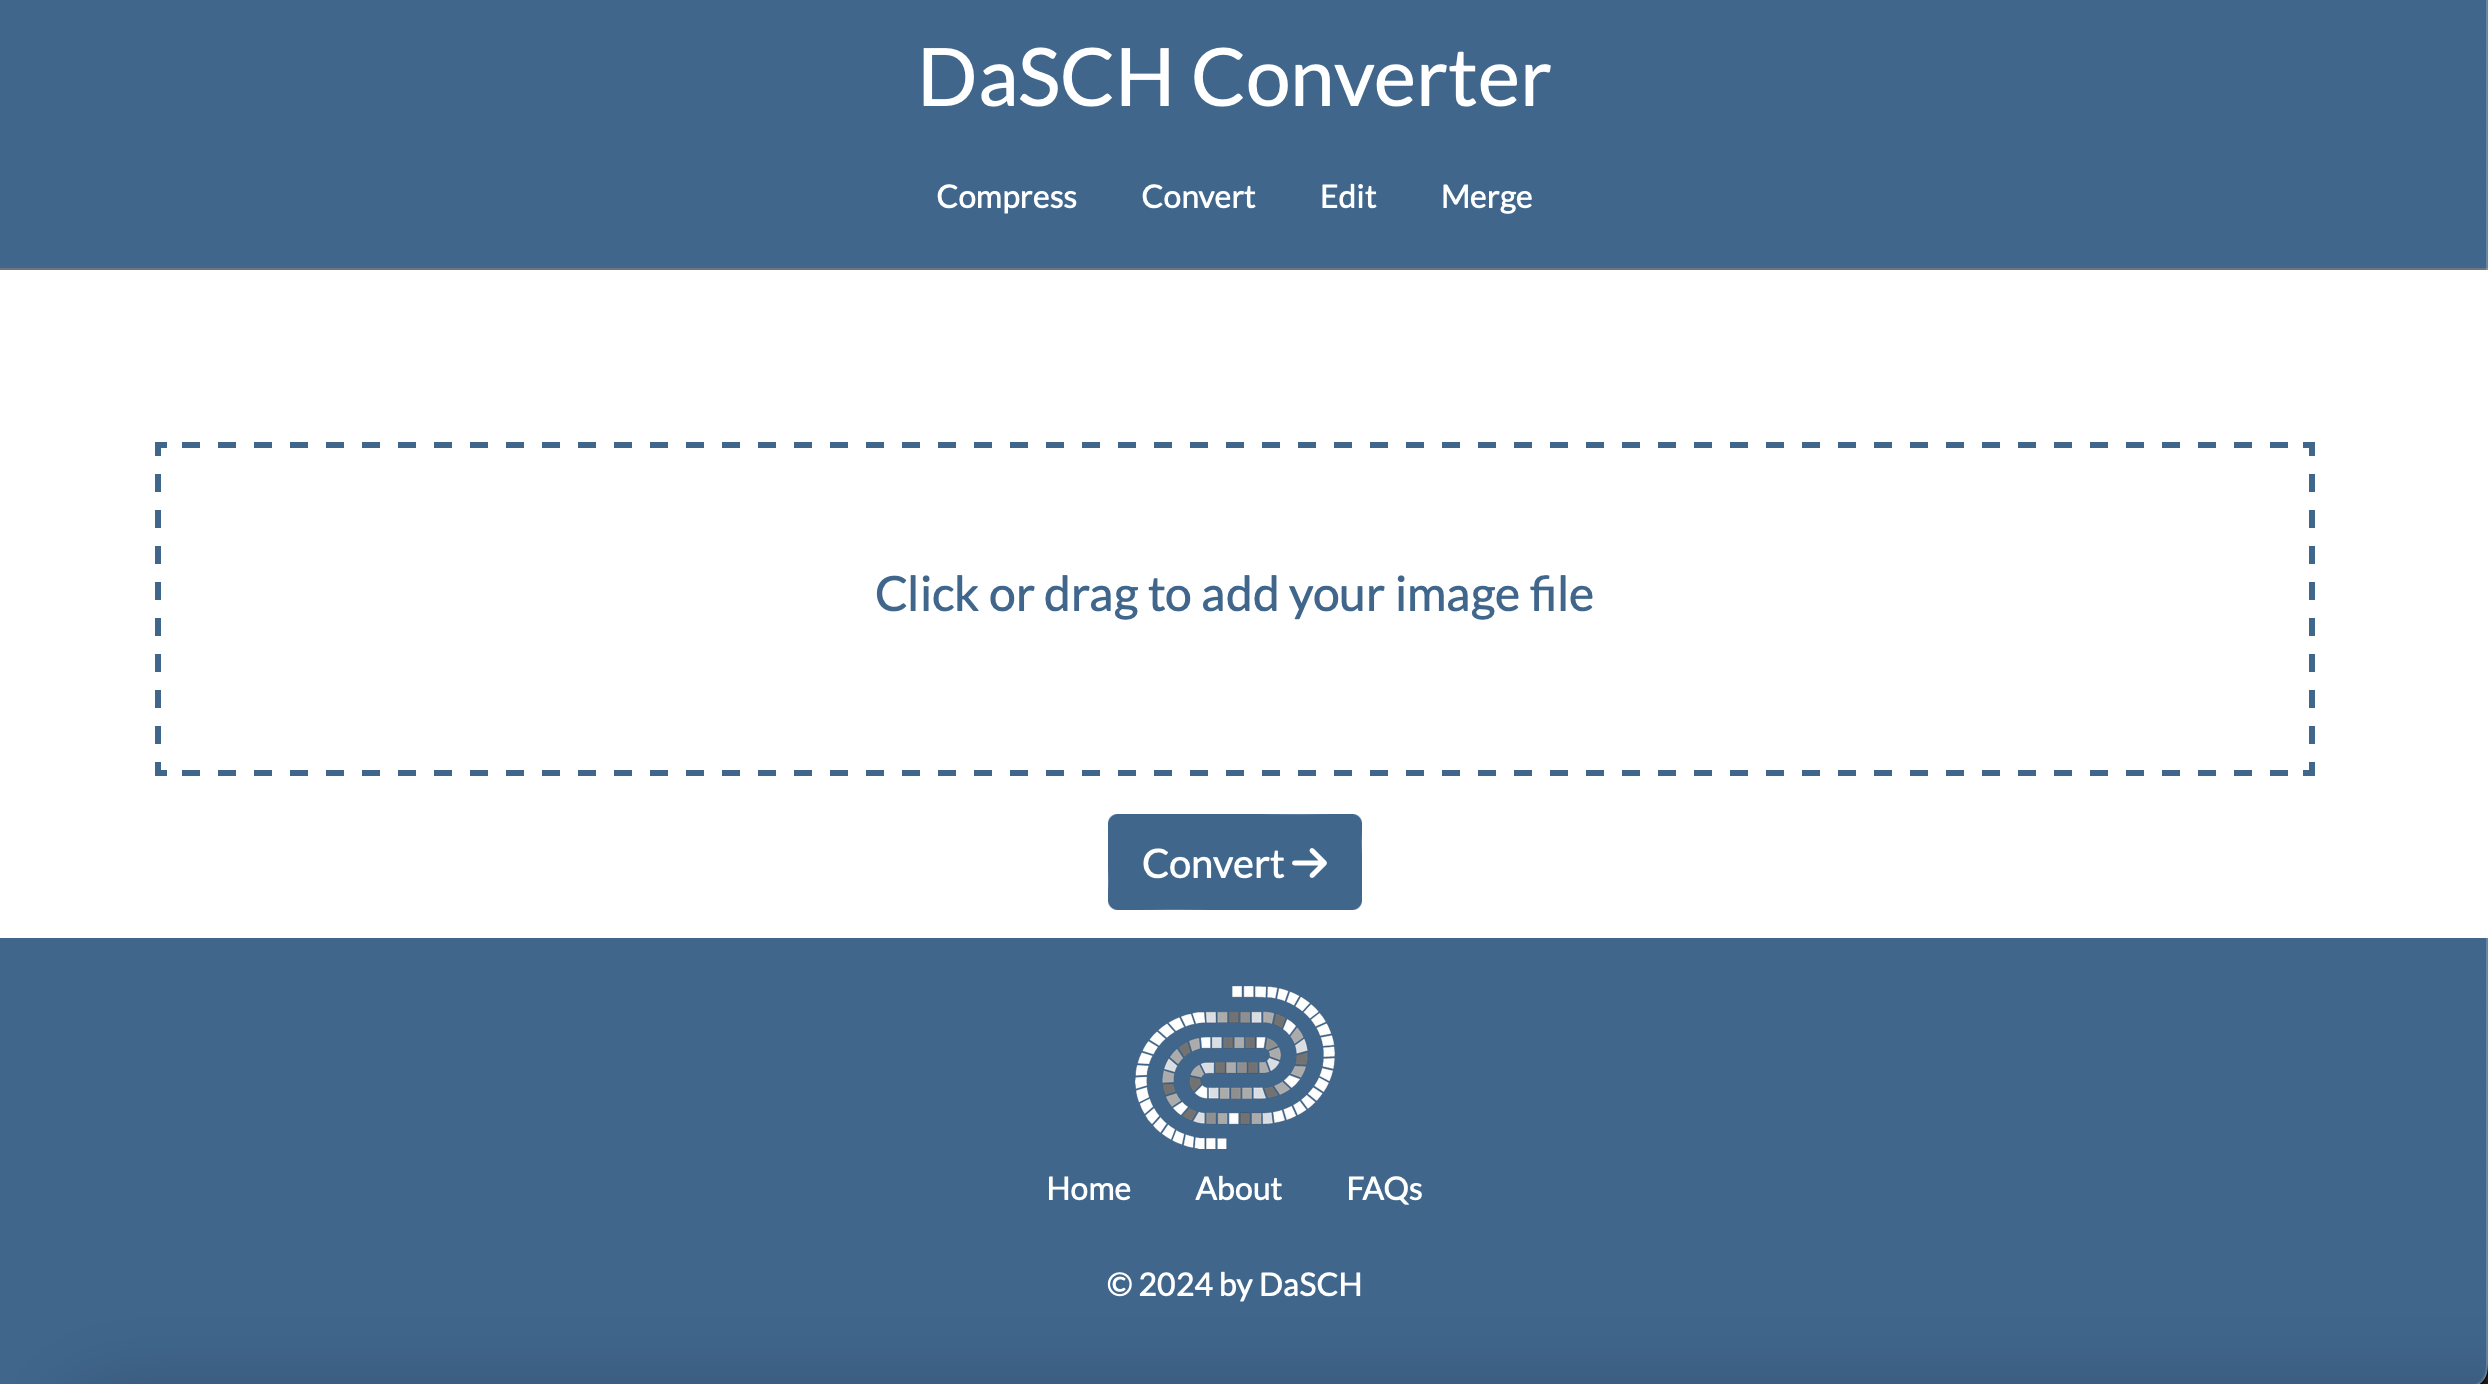 DaSCH Converter
Compress Convert Edit Merge
Click or drag to add your image file
Convert
Home About FAQs
© 2024 by DaSCH